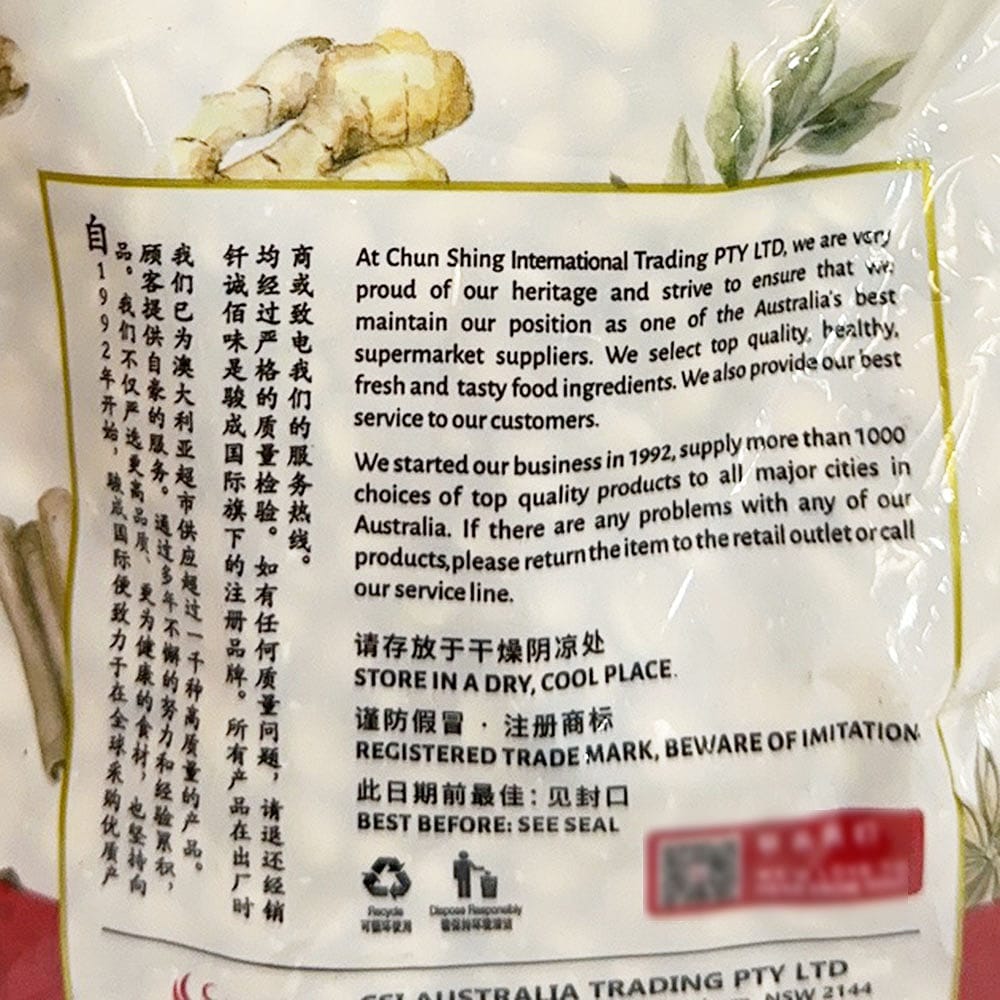 自1992年开始，骏成国际便致力于在全球采购优质产
品。我们不仅严选更高品质、更为健康的食材，也坚持向
顾客提供自豪的服务。通过多年不懈的努力和经验累积，
我们已为澳大利亚超市供应超过一千种高质量的产品。
钎诚佰味是骏成国际旗下的注册品牌。所有产品在出厂时
均经过严格的质量检验。如有任何质量问题，请退还经销
商或致电我们的服务热线。
At Chun Shing International Trading PTY LTD, we are very
proud of our heritage and strive to ensure that we
maintain our position as one of the Australia's best
supermarket suppliers. We select top quality, healthy,
fresh and tasty food ingredients. We also provide our best
service to our customers.
We started our business in 1992, supply more than 1000
choices of top quality products to all major cities in
Australia. If there are any problems with any of our
products, please return the item to the retail outlet or call
our service line.
请存放于干燥阴凉处
STORE IN A DRY, COOL PLACE.
谨防假冒 · 注册商标
REGISTERED TRADE MARK, BEWARE OF IMITATION.
此日期前最佳：见封口
BEST BEFORE: SEE SEAL
Recycle
可循环使用
Dispose Responsibly
请保持环境清洁
AUSTRALIA TRADING PTY LTD
NSW 2144